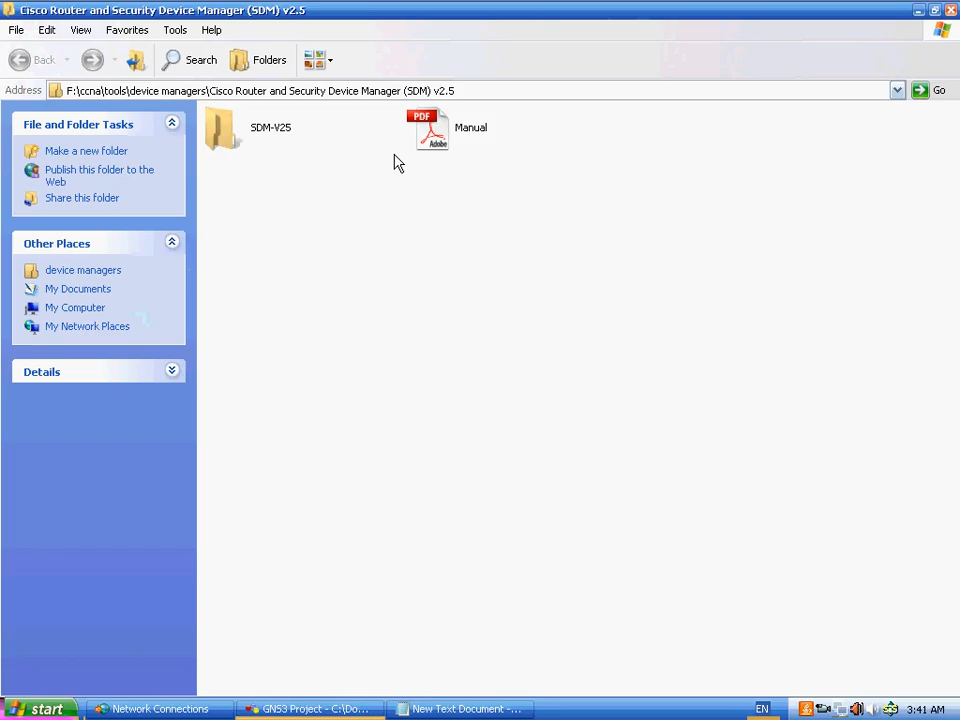 Cisco Router and Security Device Manager (SDM) v2.5
File Edit View Favorites Tools Help
Back Search Folders
Address F:\ccna\tools\device managers\Cisco Router and Security Device Manager (SDM) v2.5 Go
File and Folder Tasks
Make a new folder
Publish this folder to the
Web
Share this folder
Other Places
device managers
My Documents
My Computer
My Network Places
Details
SDM-V25
PDF
Adobe
Manual
start Network Connections GNS3 Project - C:\Do... New Text Document -... EN 3:41 AM